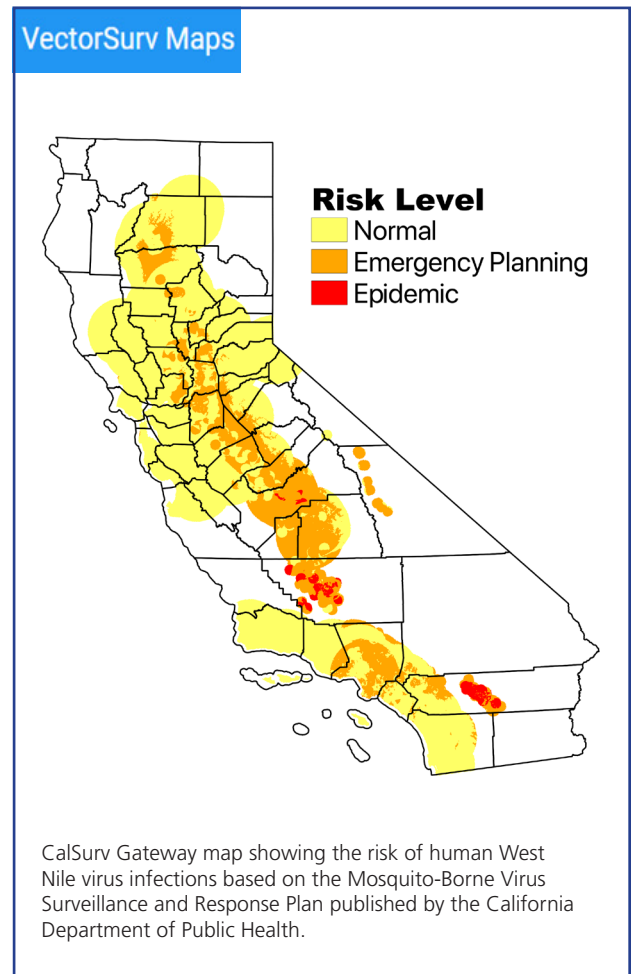 VectorSurv Maps
Risk Level
Normal
Emergency Planning
Epidemic
CalSurv Gateway map showing the risk of human West
Nile virus infections based on the Mosquito-Borne Virus
Surveillance and Response Plan published by the California
Department of Public Health.